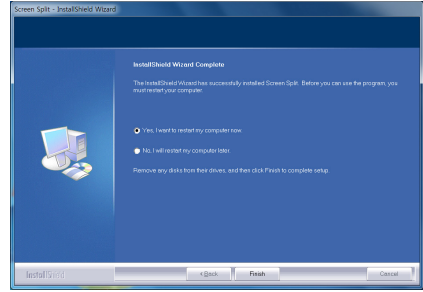 Screen Split - InstallShield Wizard
InstallShield Wizard Complete
The InstallShield Wizard has successfully installed Screen Split. Before you can use the program, you
must restart your computer.
Yes, I want to restart my computer now.
No, I will restart my computer later.
Remove any disks from their drives, and then click Finish to complete setup.
InstallShield
< Back
Finish
Cancel